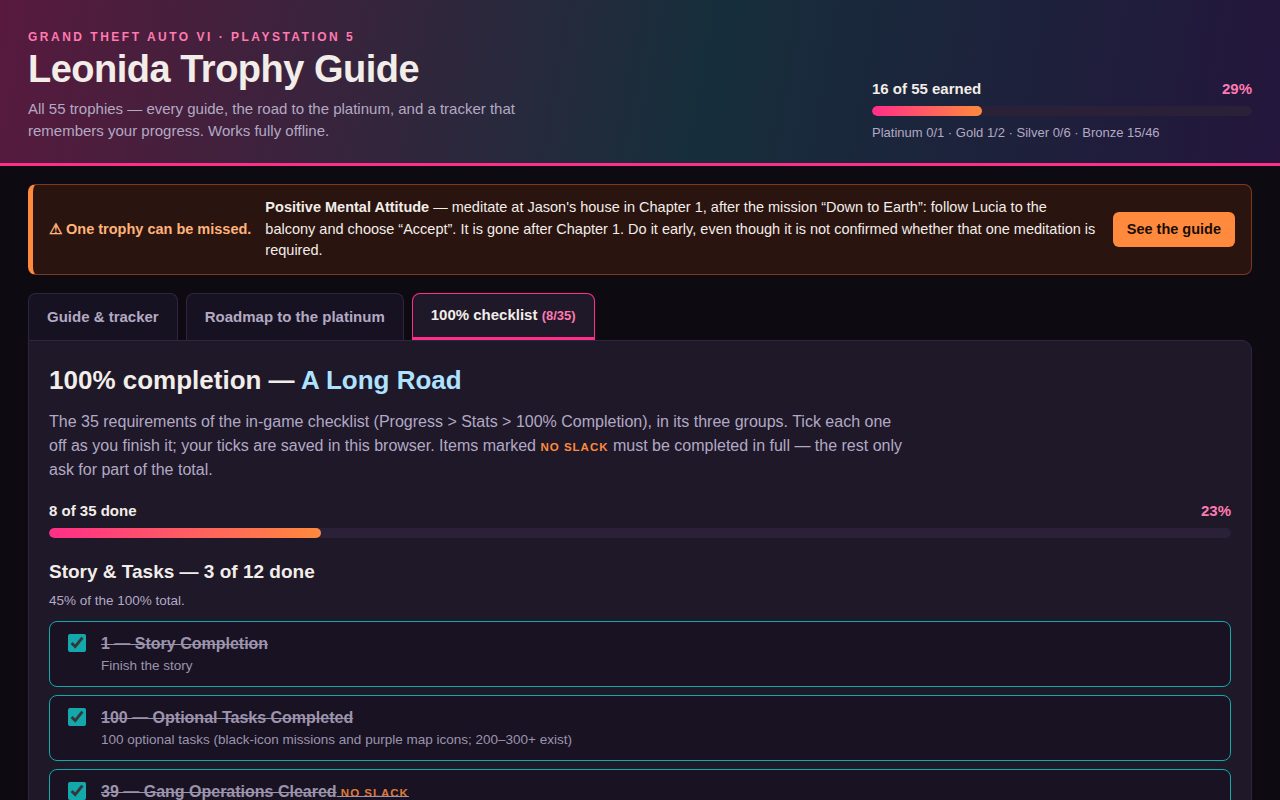 GRAND THEFT AUTO VI · PLAYSTATION 5
Leonida Trophy Guide
All 55 trophies — every guide, the road to the platinum, and a tracker that
remembers your progress. Works fully offline.
16 of 55 earned 29%
Platinum 0/1 · Gold 1/2 · Silver 0/6 · Bronze 15/46
⚠ One trophy can be missed.
Positive Mental Attitude — meditate at Jason's house in Chapter 1, after the mission “Down to Earth”: follow Lucia to the
balcony and choose “Accept”. It is gone after Chapter 1. Do it early, even though it is not confirmed whether that one meditation is
required.
See the guide
Guide & tracker
Roadmap to the platinum
100% checklist (8/35)
100% completion — A Long Road
The 35 requirements of the in-game checklist (Progress > Stats > 100% Completion), in its three groups. Tick each one
off as you finish it; your ticks are saved in this browser. Items marked NO SLACK must be completed in full — the rest only
ask for part of the total.
8 of 35 done 23%
Story & Tasks — 3 of 12 done
45% of the 100% total.
1 — Story Completion
Finish the story
100 — Optional Tasks Completed
100 optional tasks (black-icon missions and purple map icons; 200–300+ exist)
39 — Gang Operations Cleared NO SLACK